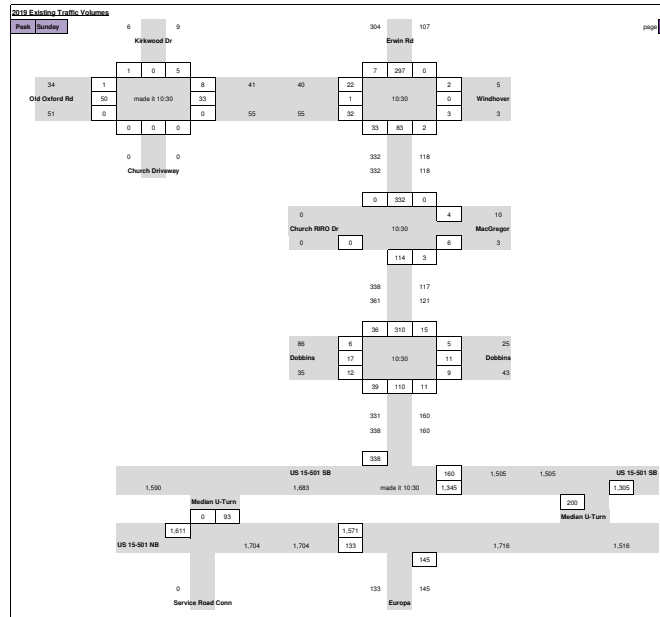 2019 Existing Traffic Volumes
Peak Sunday 6 9 304 107 page
Kirkwood Dr Erwin Rd
1 0 5 7 297 0
34 1 8 41 40 22 2 5
Old Oxford Rd 50 made it 10:30 33 1 10:30 0 Windhover
51 0 0 55 55 32 3 3
0 0 0 33 83 2
0 0 332 118
Church Driveway 332 118
0 332 0
0 4 10
Church RIRO Dr 10:30 MacGregor
0 0 6 3
114 3
338 117
361 121
36 310 15
86 6 5 25
Dobbins 17 10:30 11 Dobbins
35 12 9 43
39 110 11
331 160
338 160
338
US 15-501 SB 160 1,505 1,505 US 15-501 SB
1,590 1,683 made it 10:30 1,345 1,305
Median U-Turn 200
0 93 Median U-Turn
1,611 1,571
US 15-501 NB 1,704 1,704 133 1,716 1,516
145
0 133 145
Service Road Conn Europa